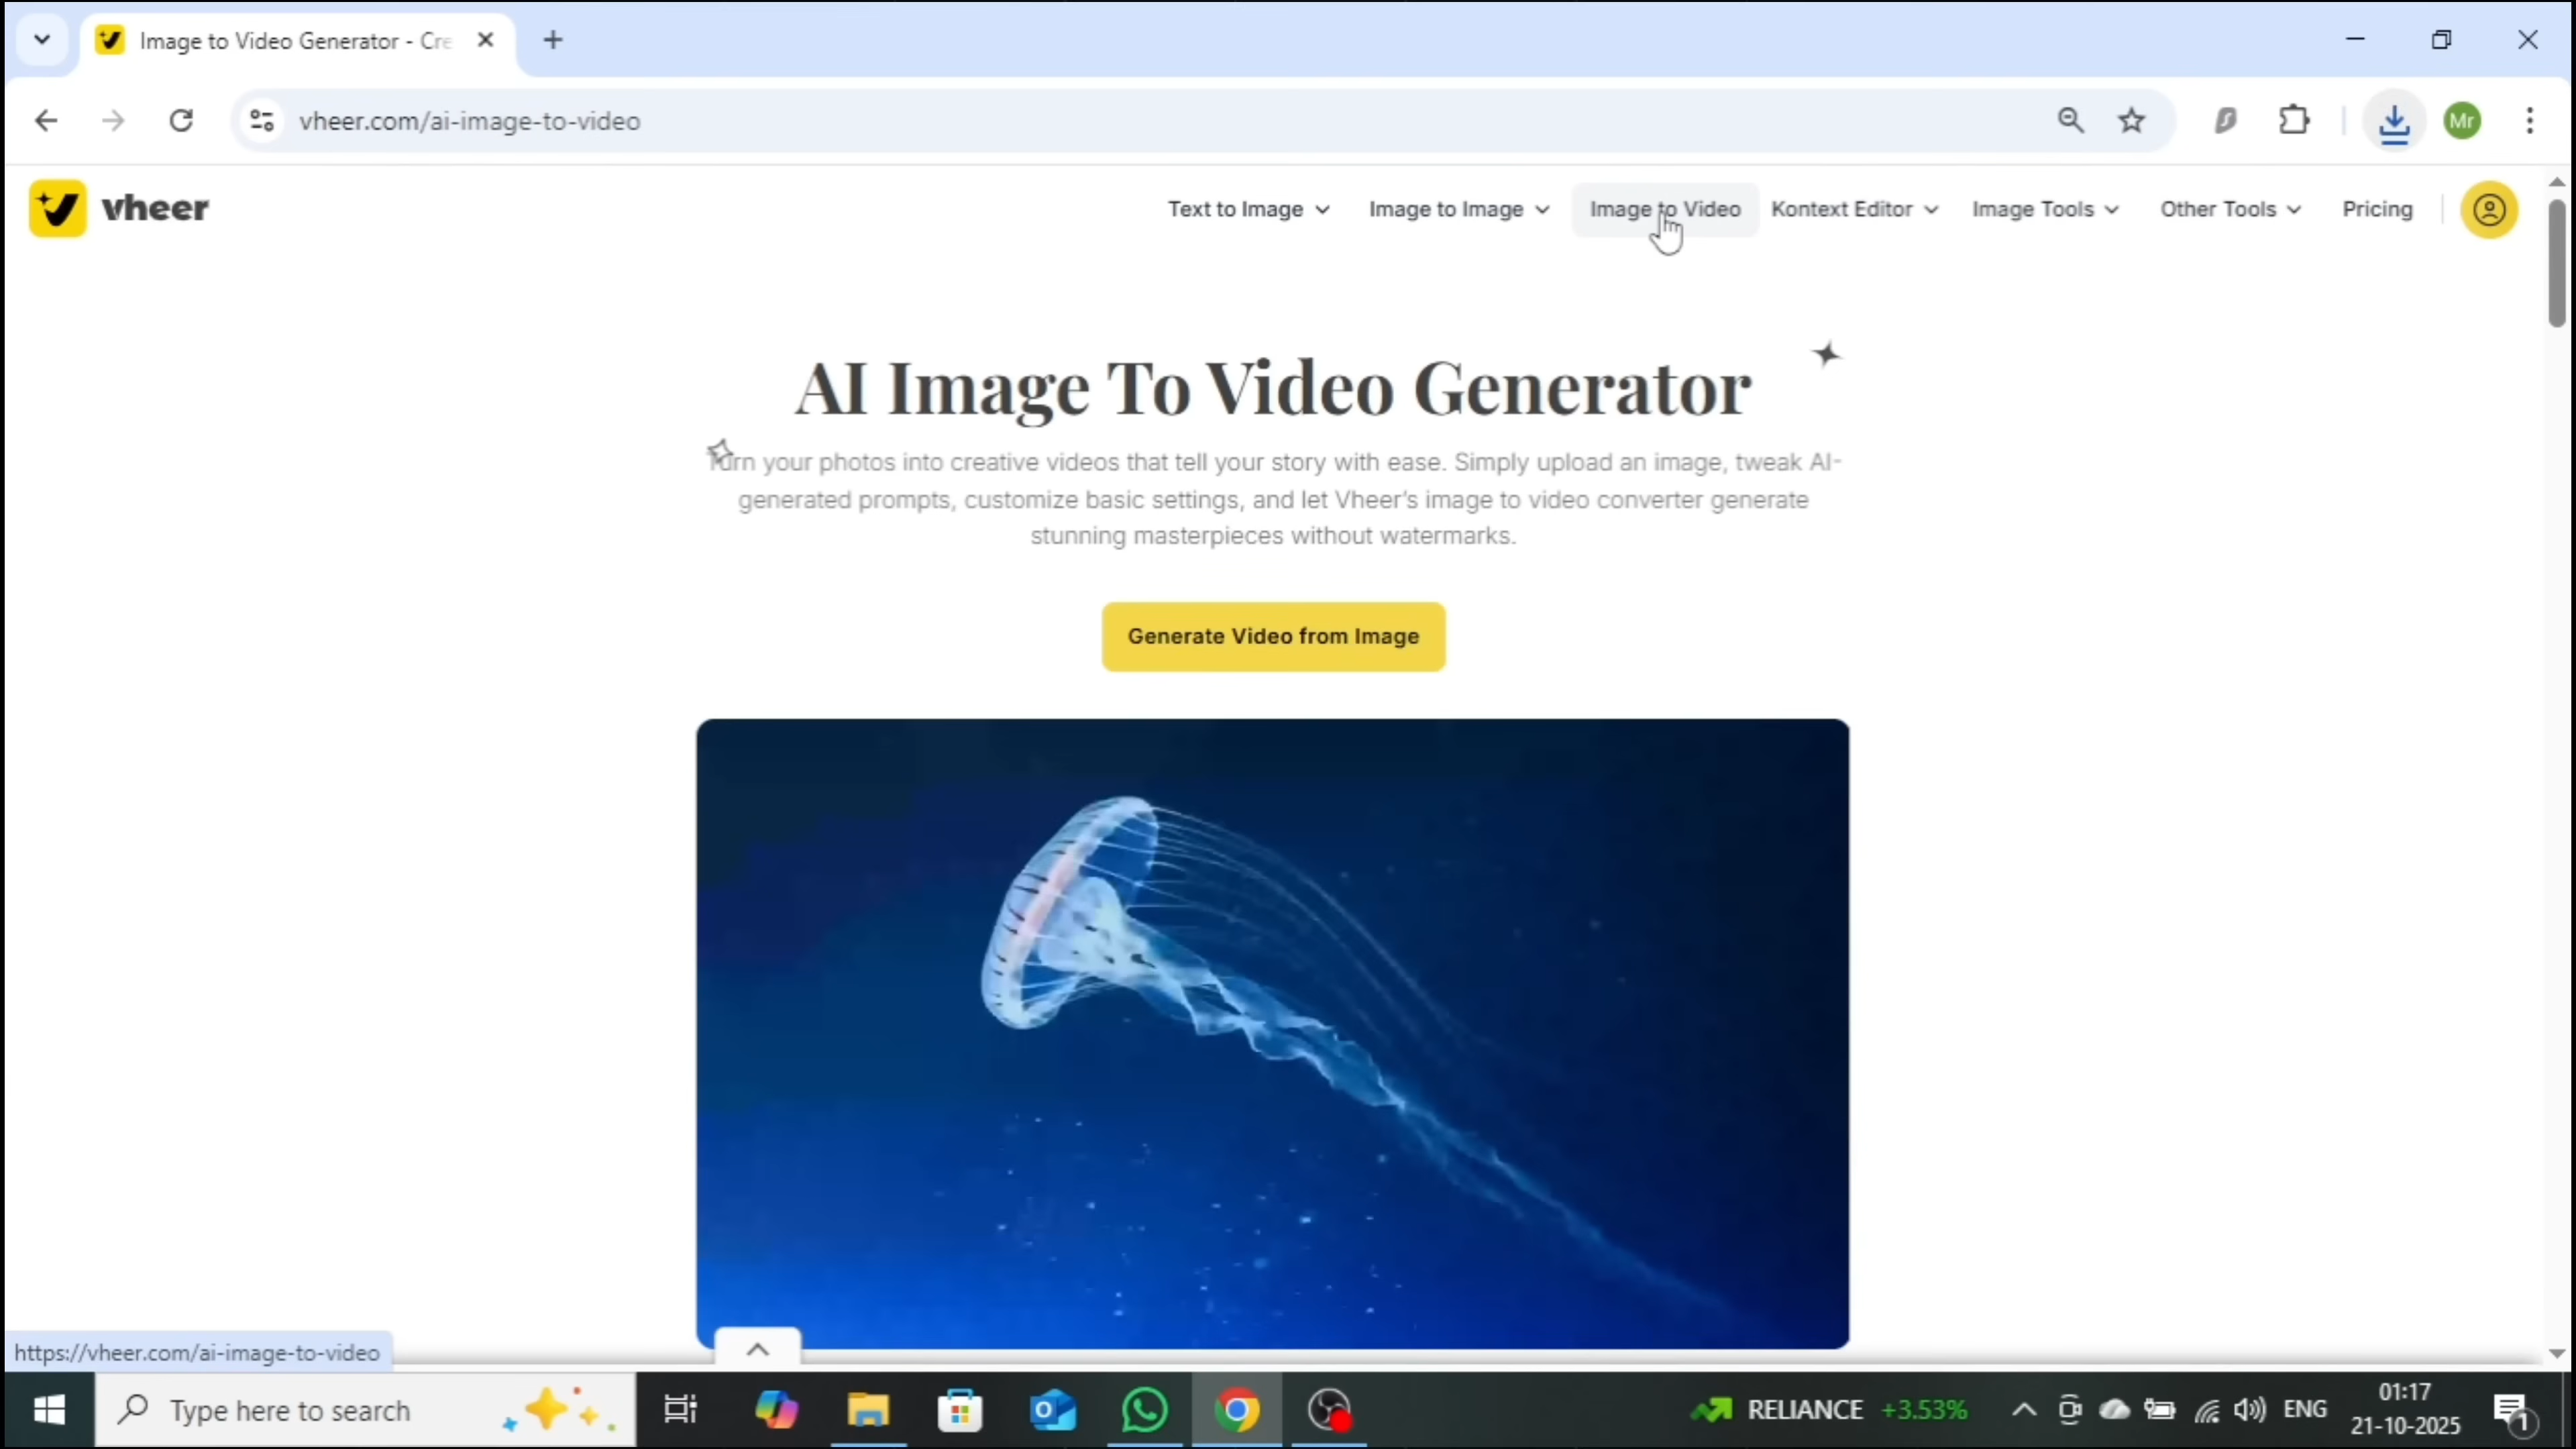 Image to Video Generator - Cre
vheer.com/ai-image-to-video
Mr
vheer
Text to Image
Image to Image
Image to Video
Kontext Editor
Image Tools
Other Tools
Pricing
AI Image To Video Generator
Turn your photos into creative videos that tell your story with ease. Simply upload an image, tweak AI-
generated prompts, customize basic settings, and let Vheer's image to video converter generate
stunning masterpieces without watermarks.
Generate Video from Image
https://vheer.com/ai-image-to-video
Type here to search
RELIANCE +3.53%
ENG
01:17
21-10-2025
1